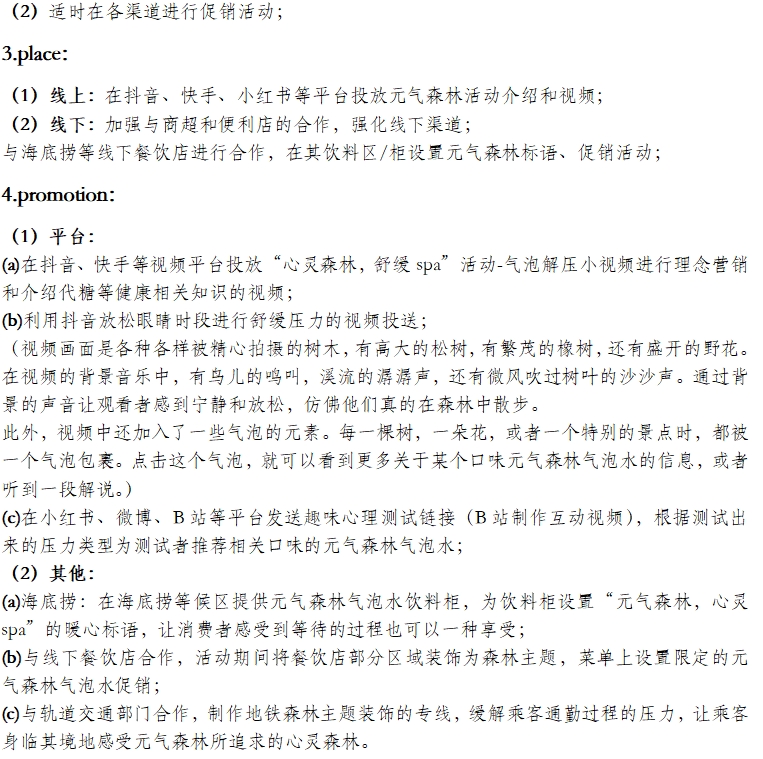 （2）适时在各渠道进行促销活动；
3.place：
（1）线上：在抖音、快手、小红书等平台投放元气森林活动介绍和视频；
（2）线下：加强与商超和便利店的合作，强化线下渠道；
与海底捞等线下餐饮店进行合作，在其饮料区/柜设置元气森林标语、促销活动；
4.promotion：
（1）平台：
(a)在抖音、快手等视频平台投放“心灵森林，舒缓 spa”活动-气泡解压小视频进行理念营销
和介绍代糖等健康相关知识的视频；
(b)利用抖音放松眼睛时段进行舒缓压力的视频投送；
（视频画面是各种各样被精心拍摄的树木，有高大的松树，有繁茂的橡树，还有盛开的野花。
在视频的背景音乐中，有鸟儿的鸣叫，溪流的潺潺声，还有微风吹过树叶的沙沙声。通过背
景的声音让观看者感到宁静和放松，仿佛他们真的在森林中散步。
此外，视频中还加入了一些气泡的元素。每一棵树，一朵花，或者一个特别的景点时，都被
一个气泡包裹。点击这个气泡，就可以看到更多关于某个口味元气森林气泡水的信息，或者
听到一段解说。）
(c)在小红书、微博、B 站等平台发送趣味心理测试链接（B 站制作互动视频），根据测试出
来的压力类型为测试者推荐相关口味的元气森林气泡水；
（2）其他：
(a)海底捞：在海底捞等候区提供元气森林气泡水饮料柜，为饮料柜设置“元气森林，心灵
spa”的暖心标语，让消费者感受到等待的过程也可以一种享受；
(b)与线下餐饮店合作，活动期间将餐饮店部分区域装饰为森林主题，菜单上设置限定的元
气森林气泡水促销；
(c)与轨道交通部门合作，制作地铁森林主题装饰的专线，缓解乘客通勤过程的压力，让乘客
身临其境地感受元气森林所追求的心灵森林。